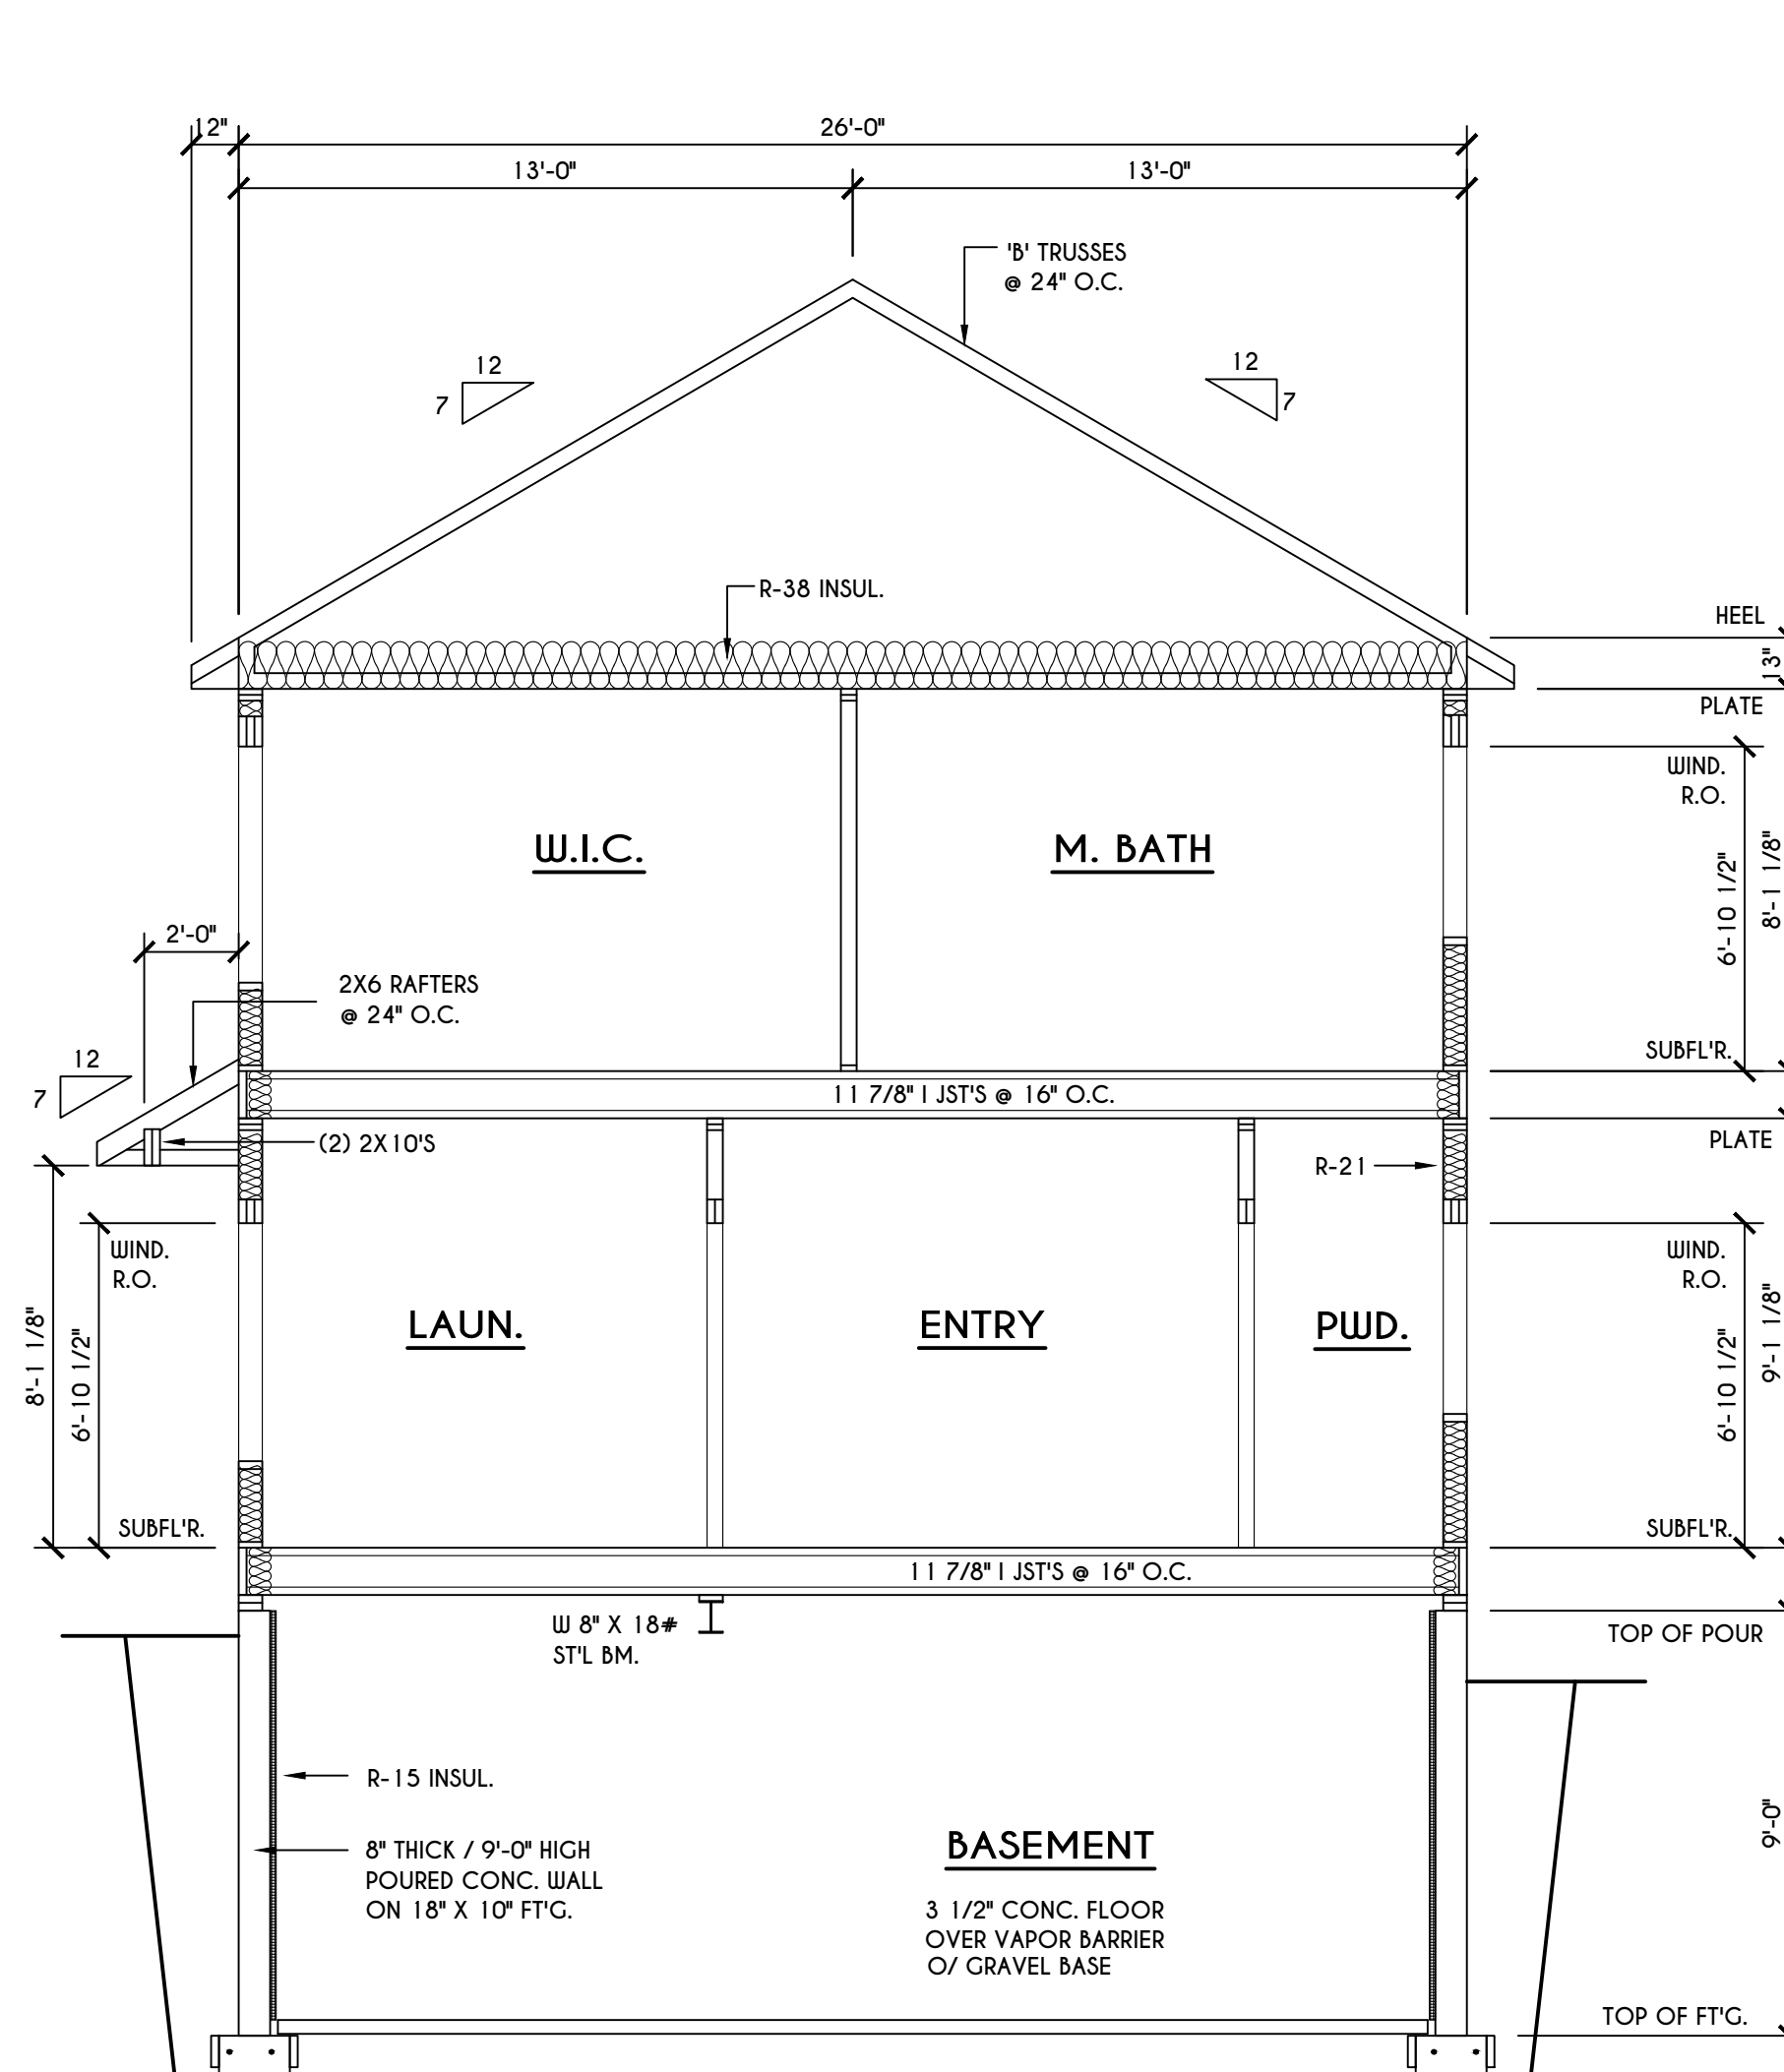 12"
26'-0"
13'-0"
13'-0"
'B' TRUSSES
@ 24" O.C.
12
7
12
7
R-38 INSUL.
HEEL
13"
PLATE
WIND.
R.O.
W.I.C.
M. BATH
6'-10 1/2"
8'-1 1/8"
2'-0"
2X6 RAFTERS
@ 24" O.C.
12
7
SUBFL'R.
11 7/8" I JST'S @ 16" O.C.
(2) 2X10'S
PLATE
R-21
WIND.
R.O.
WIND.
R.O.
LAUN.
ENTRY
PWD.
8'-1 1/8"
6'-10 1/2"
6'-10 1/2"
9'-1 1/8"
SUBFL'R.
SUBFL'R.
11 7/8" I JST'S @ 16" O.C.
W 8" X 18#
ST'L BM.
TOP OF POUR
R-15 INSUL.
8" THICK / 9'-0" HIGH
POURED CONC. WALL
ON 18" X 10" FT'G.
BASEMENT
9'-0"
3 1/2" CONC. FLOOR
OVER VAPOR BARRIER
O/ GRAVEL BASE
TOP OF FT'G.